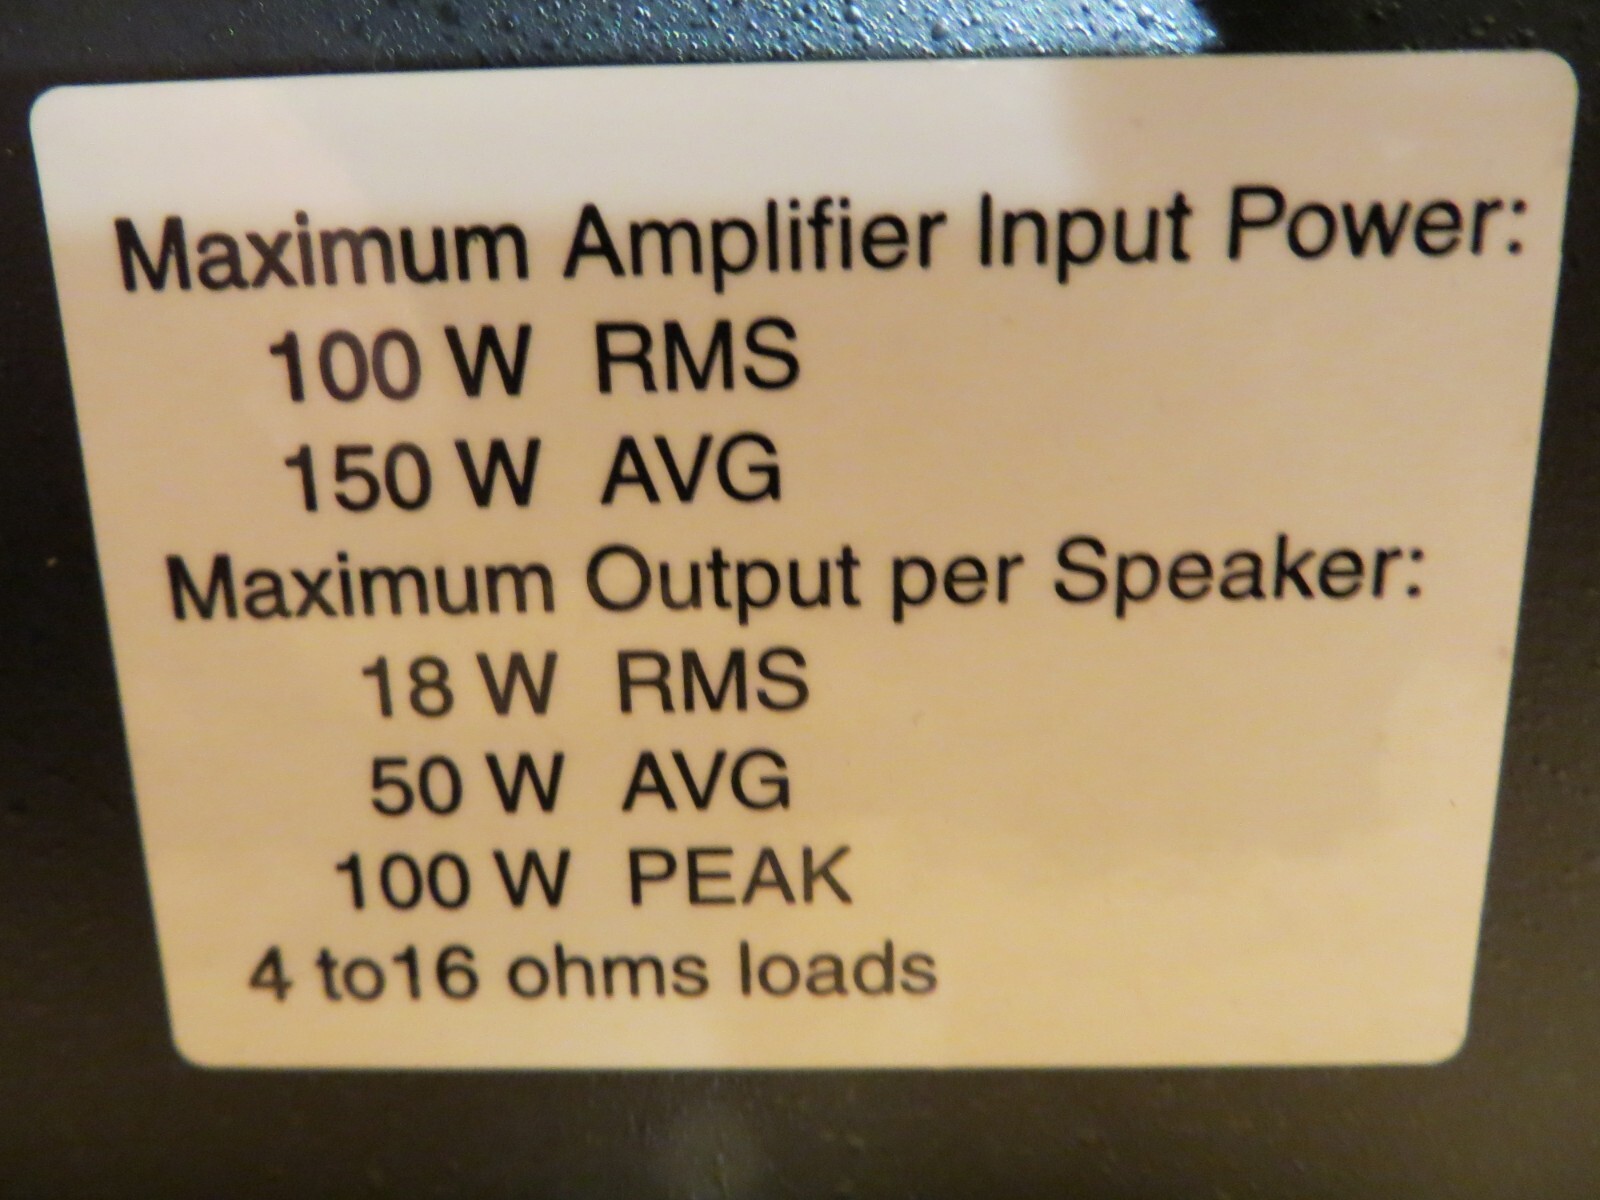 Maximum Amplifier Input Power:
100 W RMS
150 W AVG
Maximum Output per Speaker:
18 W RMS
50 W AVG
100 W PEAK
4 to16 ohms loads